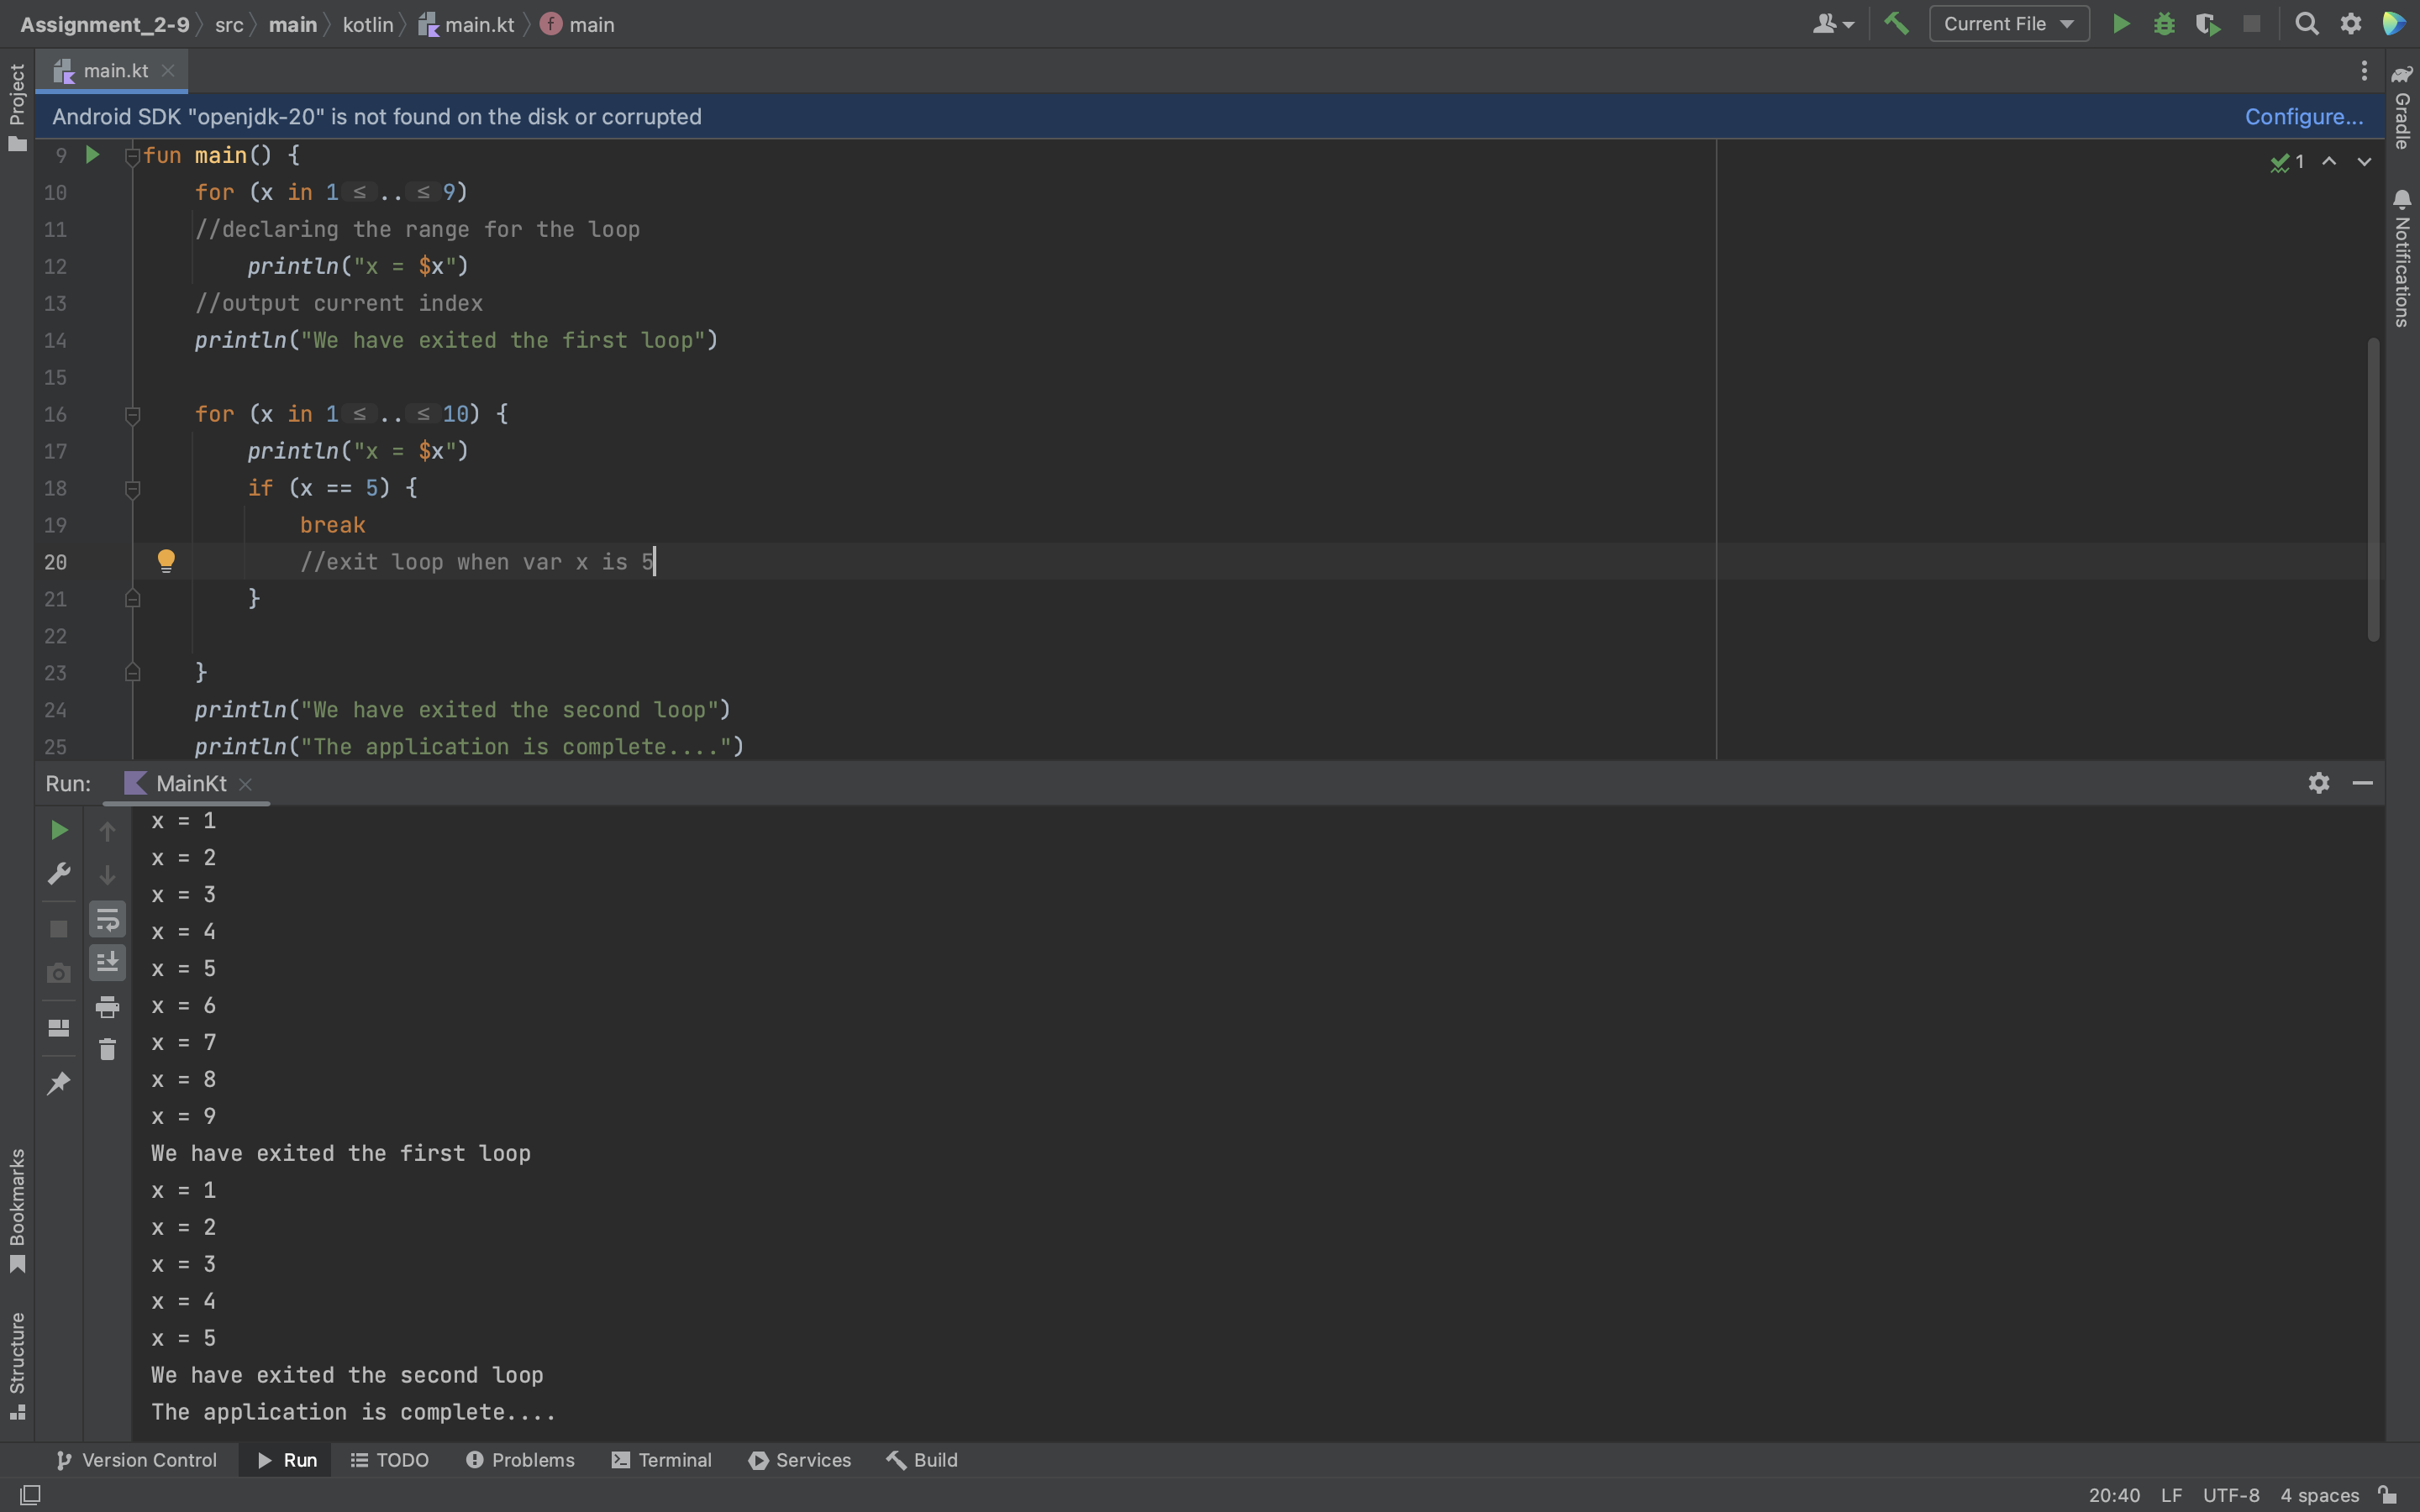 Assignment_2-9 src main kotlin main.kt main Current File
main.kt
Project
Android SDK "openjdk-20" is not found on the disk or corrupted Configure...
Gradle
Notifications
1
9 fun main() {
10 for (x in 1 ≤ .. ≤ 9)
11 //declaring the range for the loop
12 println("x = $x")
13 //output current index
14 println("We have exited the first loop")
15
16 for (x in 1 ≤ .. ≤ 10) {
17 println("x = $x")
18 if (x == 5) {
19 break
20 //exit loop when var x is 5
21 }
22
23 }
24 println("We have exited the second loop")
25 println("The application is complete....")
Run: MainKt
x = 1
x = 2
x = 3
x = 4
x = 5
x = 6
x = 7
x = 8
x = 9
We have exited the first loop
x = 1
x = 2
x = 3
x = 4
x = 5
We have exited the second loop
The application is complete....
Bookmarks
Structure
Version Control Run TODO Problems Terminal Services Build
20:40 LF UTF-8 4 spaces